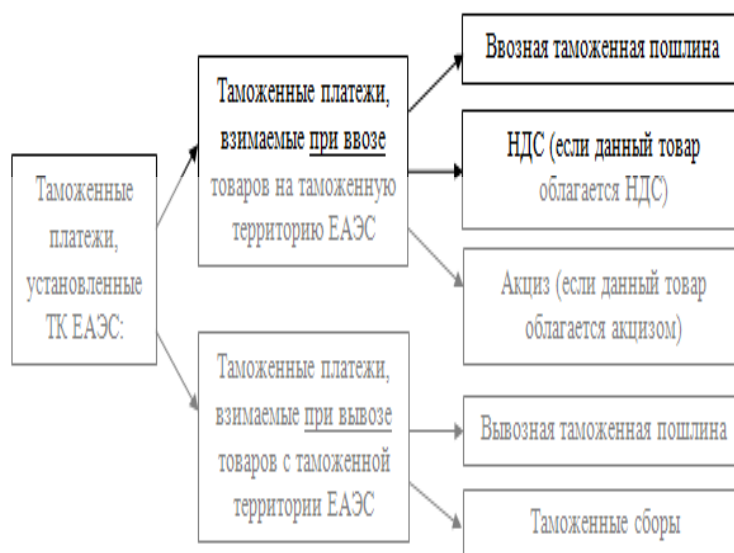 Таможенные
платежи,
установленные
ТК ЕАЭС:
Таможенные платежи,
взимаемые при ввозе
товаров на таможенную
территорию ЕАЭС
Ввозная таможенная пошлина
НДС (если данный товар
облагается НДС)
Акциз (если данный товар
облагается акцизом)
Таможенные платежи,
взимаемые при вывозе
товаров с таможенной
территории ЕАЭС
Вывозная таможенная пошлина
Таможенные сборы